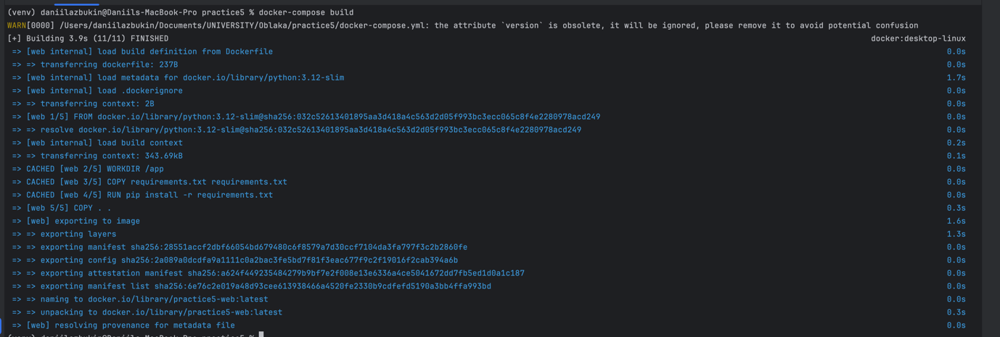 (venv) daniilazbukin@Daniils-MacBook-Pro practice5 % docker-compose build
WARN[0000] /Users/daniilazbukin/Documents/UNIVERSITY/Oblaka/practice5/docker-compose.yml: the attribute `version` is obsolete, it will be ignored, please remove it to avoid potential confusion
[+] Building 3.9s (11/11) FINISHED docker:desktop-linux
=> [web internal] load build definition from Dockerfile 0.0s
=> => transferring dockerfile: 237B 0.0s
=> [web internal] load metadata for docker.io/library/python:3.12-slim 1.7s
=> [web internal] load .dockerignore 0.0s
=> => transferring context: 2B 0.0s
=> [web 1/5] FROM docker.io/library/python:3.12-slim@sha256:032c52613401895aa3d418a4c563d2d05f993bc3ecc065c8f4e2280978acd249 0.0s
=> => resolve docker.io/library/python:3.12-slim@sha256:032c52613401895aa3d418a4c563d2d05f993bc3ecc065c8f4e2280978acd249 0.0s
=> [web internal] load build context 0.2s
=> => transferring context: 343.69kB 0.1s
=> CACHED [web 2/5] WORKDIR /app 0.0s
=> CACHED [web 3/5] COPY requirements.txt requirements.txt 0.0s
=> CACHED [web 4/5] RUN pip install -r requirements.txt 0.0s
=> [web 5/5] COPY . . 0.3s
=> [web] exporting to image 1.6s
=> => exporting layers 1.3s
=> => exporting manifest sha256:28551accf2dbf66054bd679480c6f8579a7d30ccf7104da3fa797f3c2b2860fe 0.0s
=> => exporting config sha256:2a089a0dcdfa9a1111c0a2bac3fe5bd7f81f3eac677f9c2f19016f2cab394a6b 0.0s
=> => exporting attestation manifest sha256:a624f449235484279b9bf7e2f008e13e6336a4ce5041672dd7fb5ed1d0a1c187 0.0s
=> => exporting manifest list sha256:6e76c2e019a48d93cee613938466a4520fe2330b9cdfefd5190a3bb4ffa993bd 0.0s
=> => naming to docker.io/library/practice5-web:latest 0.0s
=> => unpacking to docker.io/library/practice5-web:latest 0.3s
=> [web] resolving provenance for metadata file 0.0s
(venv) daniilazbukin@Daniils-MacBook-Pro practice5 %